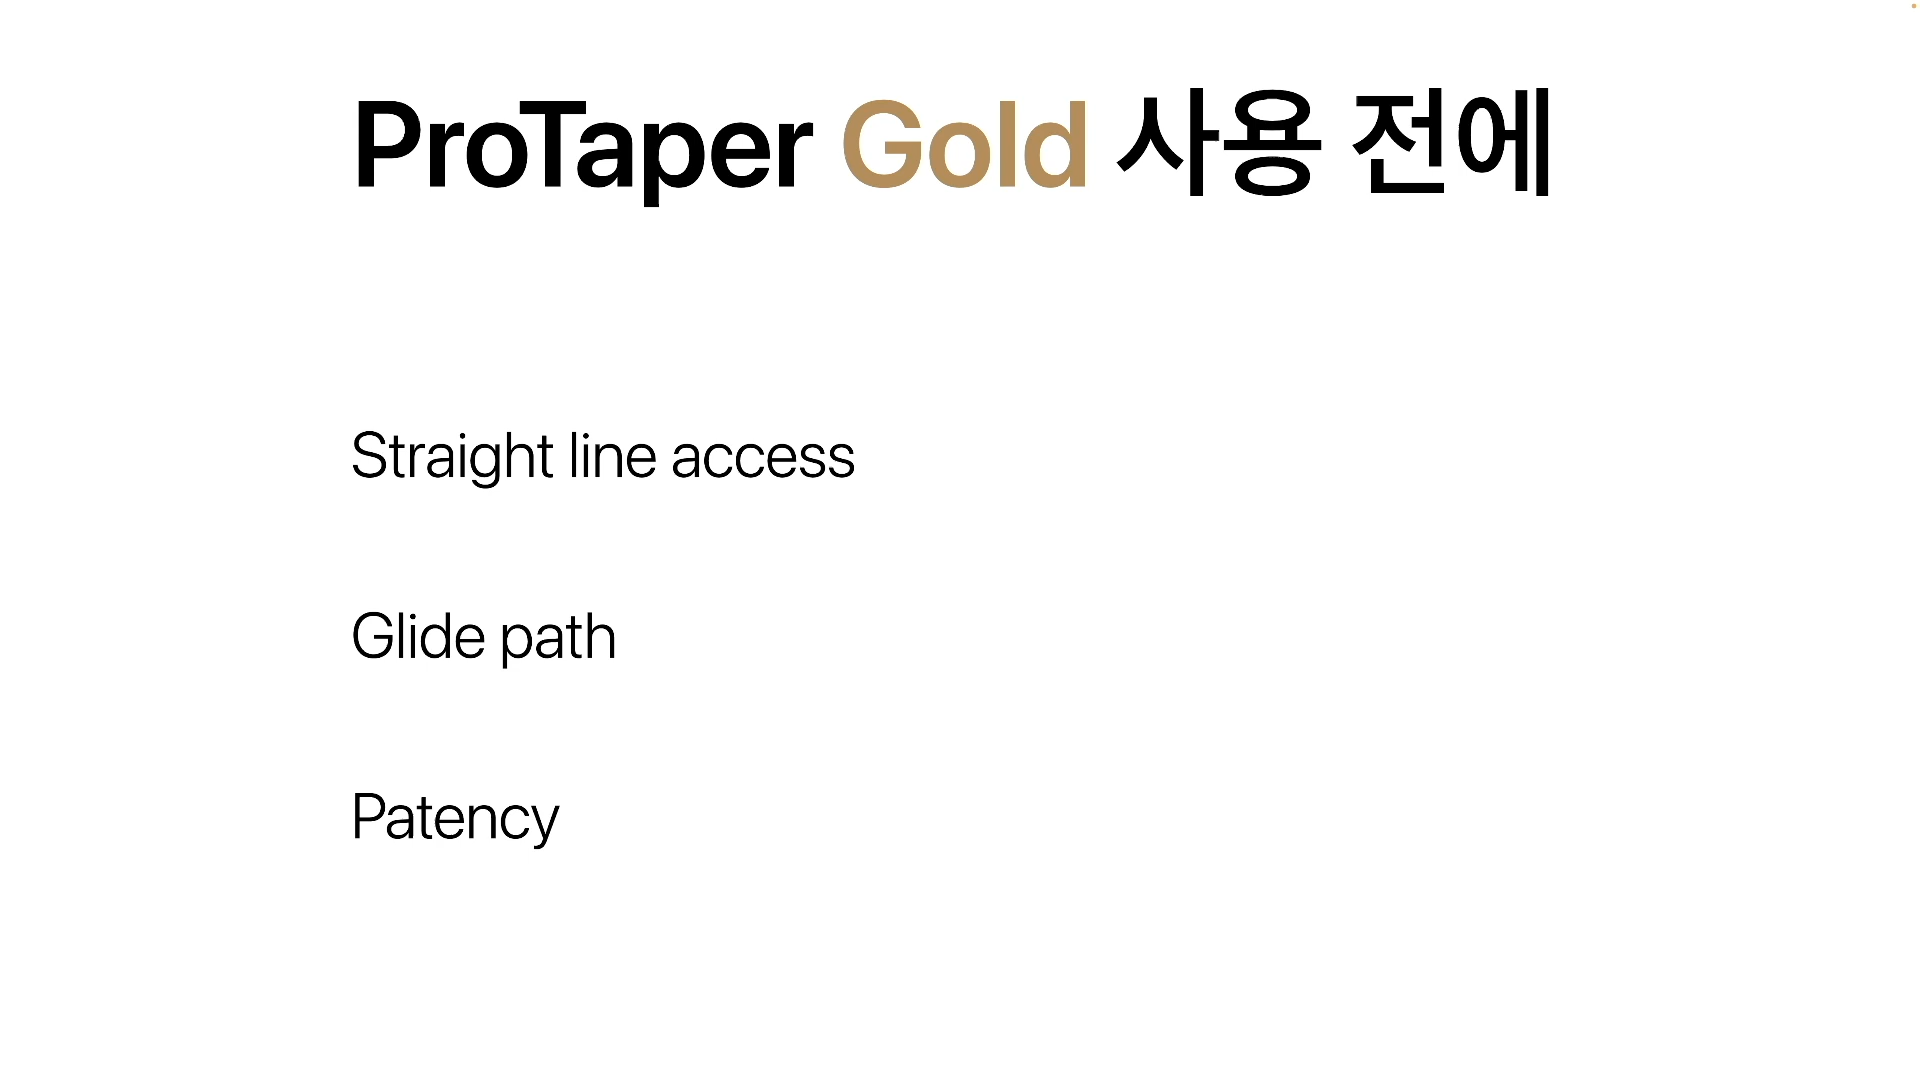 ProTaper Gold 사용 전에
Straight line access
Glide path
Patency